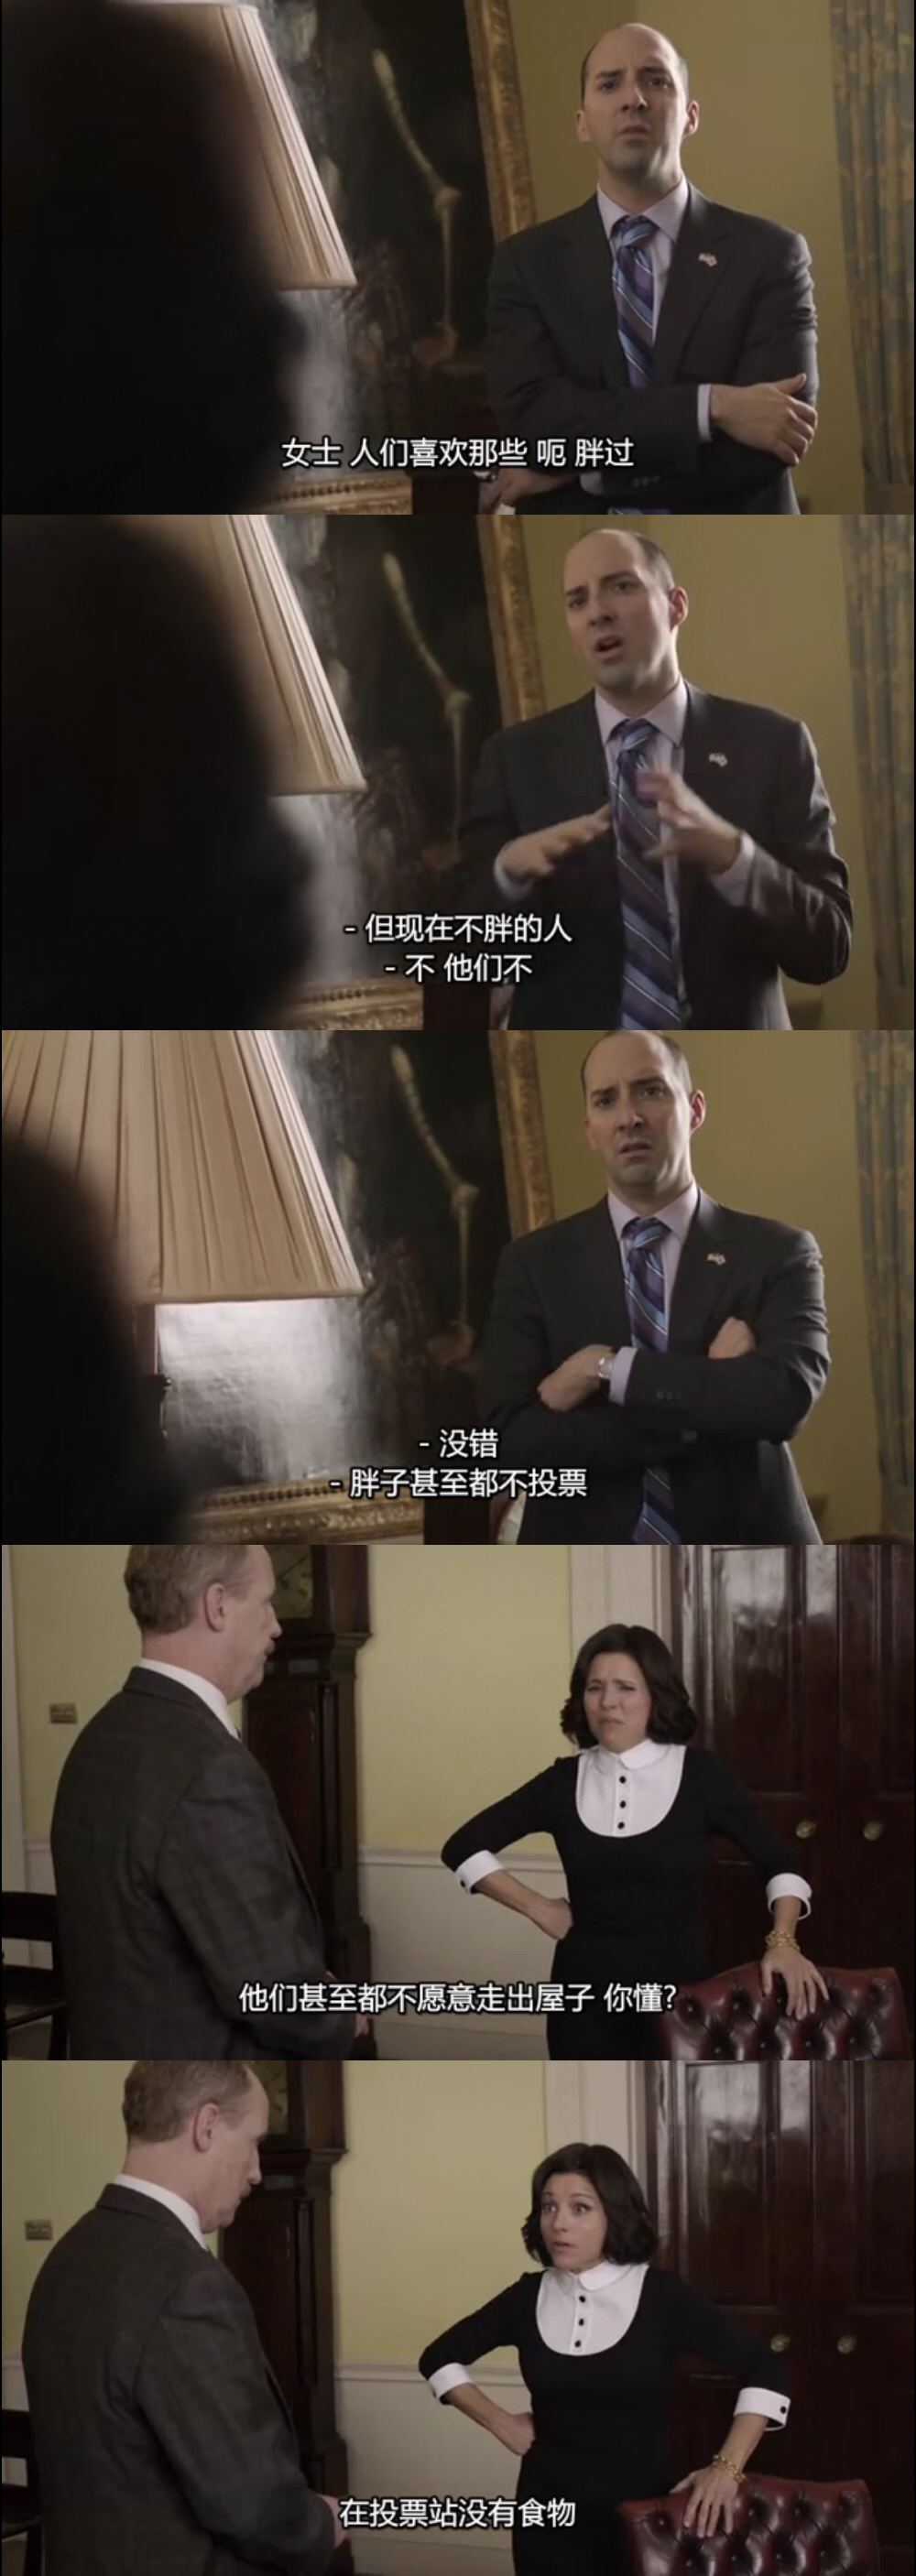 女士 人们喜欢那些 呃 胖过
- 但现在不胖的人
- 不 他们不
- 没错
- 胖子甚至都不投票
他们甚至都不愿意走出屋子 你懂?
在投票站没有食物